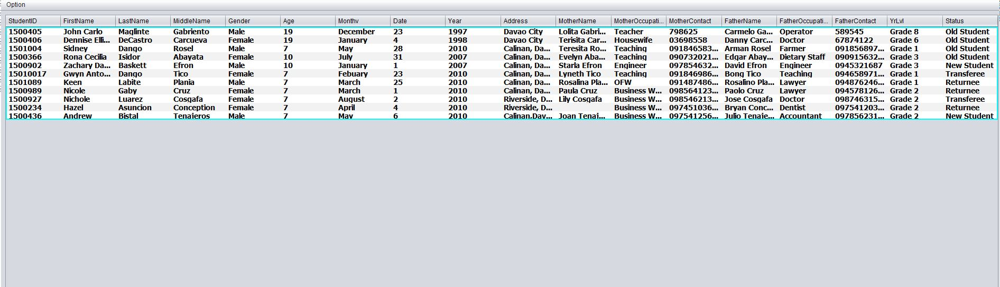 Option
StudentID FirstName LastName MiddleName Gender Age Monthv Date Year Address MotherName MotherOccupati... MotherContact FatherName FatherOccupati... FatherContact YrLvl Status
1500405 John Carlo Maglinte Gabriento Male 19 December 23 1997 Davao City Lolita Gabri... Teacher 798625 Carmelo Ga... Operator 589545 Grade 8 Old Student
1500406 Dennise Elli... DeCastro Carcueva Female 19 January 4 1998 Davao City Terisita Car... Housewife 03698558 Danny Carc... Doctor 67874122 Grade 6 Old Student
1501004 Sidney Dango Rosel Male 7 May 28 2010 Calinan, Da... Teresita Ro... Teaching 091846583... Arman Rosel Farmer 091856897... Grade 1 Old Student
1500366 Rona Cecilia Isidor Abayata Female 10 July 31 2007 Calinan, Da... Evelyn Aba... Teaching 090732021... Edgar Abay... Dietary Staff 090915632... Grade 3 Old Student
1500902 Zachary Da... Baskett Efron Male 10 January 1 2007 Calinan, Da... Starla Efron Engineer 097854632... David Efron Engineer 0945321687 Grade 3 New Student
15010017 Gwyn Anto... Dango Tico Female 7 Febuary 23 2010 Calinan, Da... Lyneth Tico Teaching 091846986... Bong Tico Teaching 094658971... Grade 1 Transferee
1501089 Keen Labite Plania Male 7 March 25 2010 Calinan, Da... Rosalina Pla... OFW 091487486... Rosalino Pla... Lawyer 094876246... Grade 1 Returnee
1500989 Nicole Gaby Cruz Female 7 March 1 2010 Calinan, Da... Paula Cruz Business W... 098564123... Paolo Cruz Lawyer 094578126... Grade 2 Returnee
1500927 Nichole Luarez Cosgafa Female 7 August 2 2010 Riverside, D... Lily Cosgafa Business W... 098546213... Jose Cosgafa Doctor 098746315... Grade 2 Transferee
1500234 Hazel Asuncion Conception Female 7 April 4 2010 Riverside, D... Business W... 097451036... Bryan Conc... Dentist 097541203... Grade 2 Returnee
1500436 Andrew Bistal Tenajeros Male 7 May 6 2010 Calinan,Dav... Joan Tenaj... Business W... 097541256... Julio Tenaje... Accountant 097856231... Grade 2 New Student